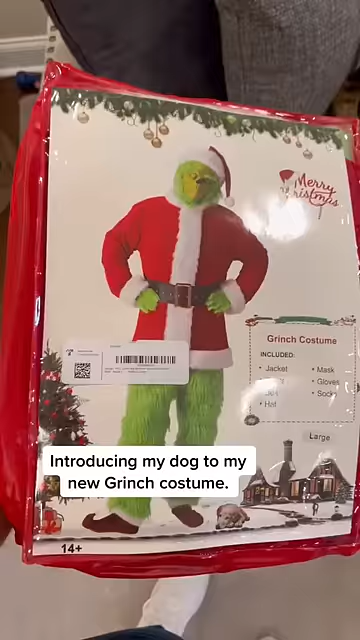 Merry
Christmas
Grinch Costume
INCLUDED:
• Jacket
• Mask
• Gloves
• Hat
Large
Introducing my dog to my
new Grinch costume.
14+